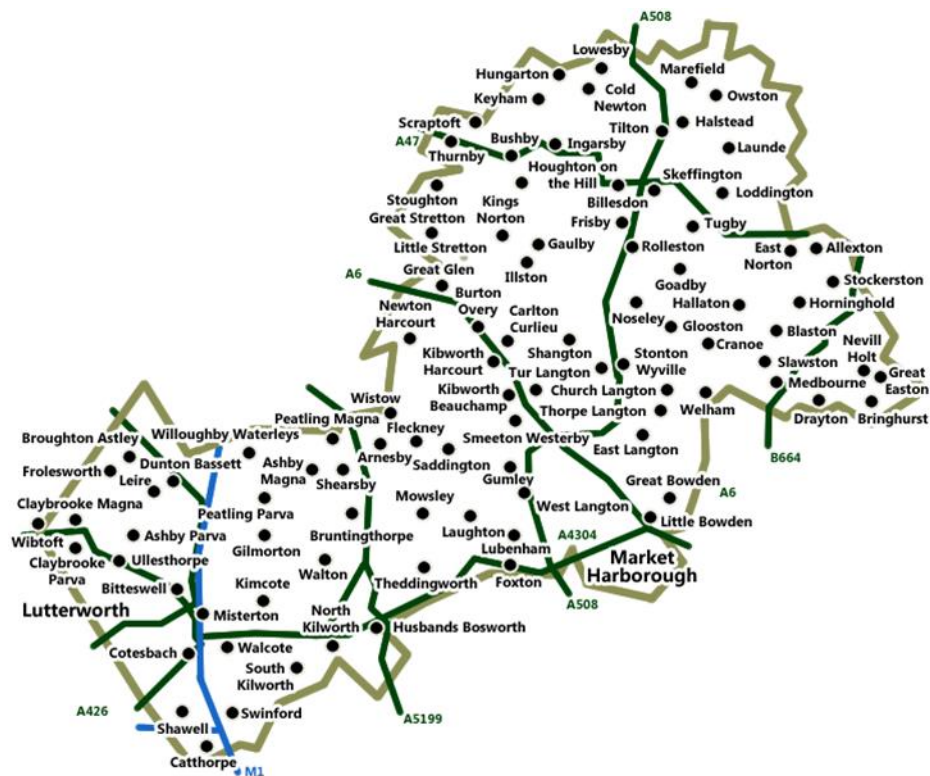 A508
Lowesby
Hungarton
Marefield
Keyham
Cold
Newton
Owston
Scraptoft
Tilton
Halstead
A47
Bushby
Ingarsby
Thurnby
Launde
Houghton on
the Hill
Skeffington
Stoughton
Kings
Norton
Billesdon
Loddington
Great Stretton
Frisby
Tugby
Little Stretton
Gaulby
Rolleston
East
Norton
Allexton
Great Glen
Illston
A6
Burton
Overy
Goadby
Stockerston
Newton
Harcourt
Carlton
Curlieu
Noseley
Hallaton
Horninghold
Glooston
Blaston
Nevill
Holt
Kibworth
Harcourt
Shangton
Stonton
Wyville
Cranoe
Slawston
Great
Easton
Tur Langton
Kibworth
Beauchamp
Church Langton
Medbourne
Wistow
Thorpe Langton
Welham
Drayton
Bringhurst
Peatling Magna
Fleckney
Broughton Astley
Willoughby Waterleys
Smeeton Westerby
East Langton
B664
Frolesworth
Dunton Bassett
Ashby
Magna
Arnesby
Saddington
Leire
Shearsby
Gumley
Great Bowden
A6
Claybrooke Magna
Peatling Parva
Mowsley
West Langton
Little Bowden
Wibtoft
Ashby Parva
Gilmorton
Bruntingthorpe
Laughton
A4304
Claybrooke
Parva
Ullesthorpe
Lubenham
Market
Harborough
Walton
Theddingworth
Foxton
Bitteswell
Kimcote
A508
Lutterworth
Misterton
North
Kilworth
Husbands Bosworth
Cotesbach
Walcote
South
Kilworth
A426
Swinford
A5199
Shawell
Catthorpe
M1